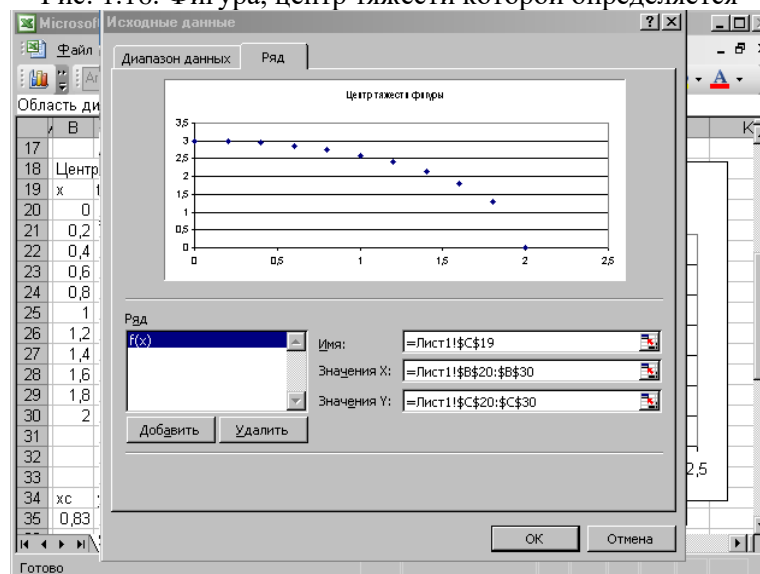 Рис. 1.16. Фигура, центр тяжести которой определяется
Microsoft
Исходные данные
Файл
Диапазон данных
Ряд
Область ди
Центр тяжести фигуры
3,5
3
2,5
2
1,5
1
0,5
0
0 0,5 1 1,5 2 2,5
B
K
17
18 Центр
19 x
20 0
21 0,2
22 0,4
23 0,6
24 0,8
25 1
26 1,2
27 1,4
28 1,6
29 1,8
30 2
31
32
33
34 xc
35 0,83
2,5
Ряд
f(x)
Имя: =Лист1!$C$19
Значения X: =Лист1!$B$20:$B$30
Значения Y: =Лист1!$C$20:$C$30
Добавить Удалить
ОК Отмена
Готово